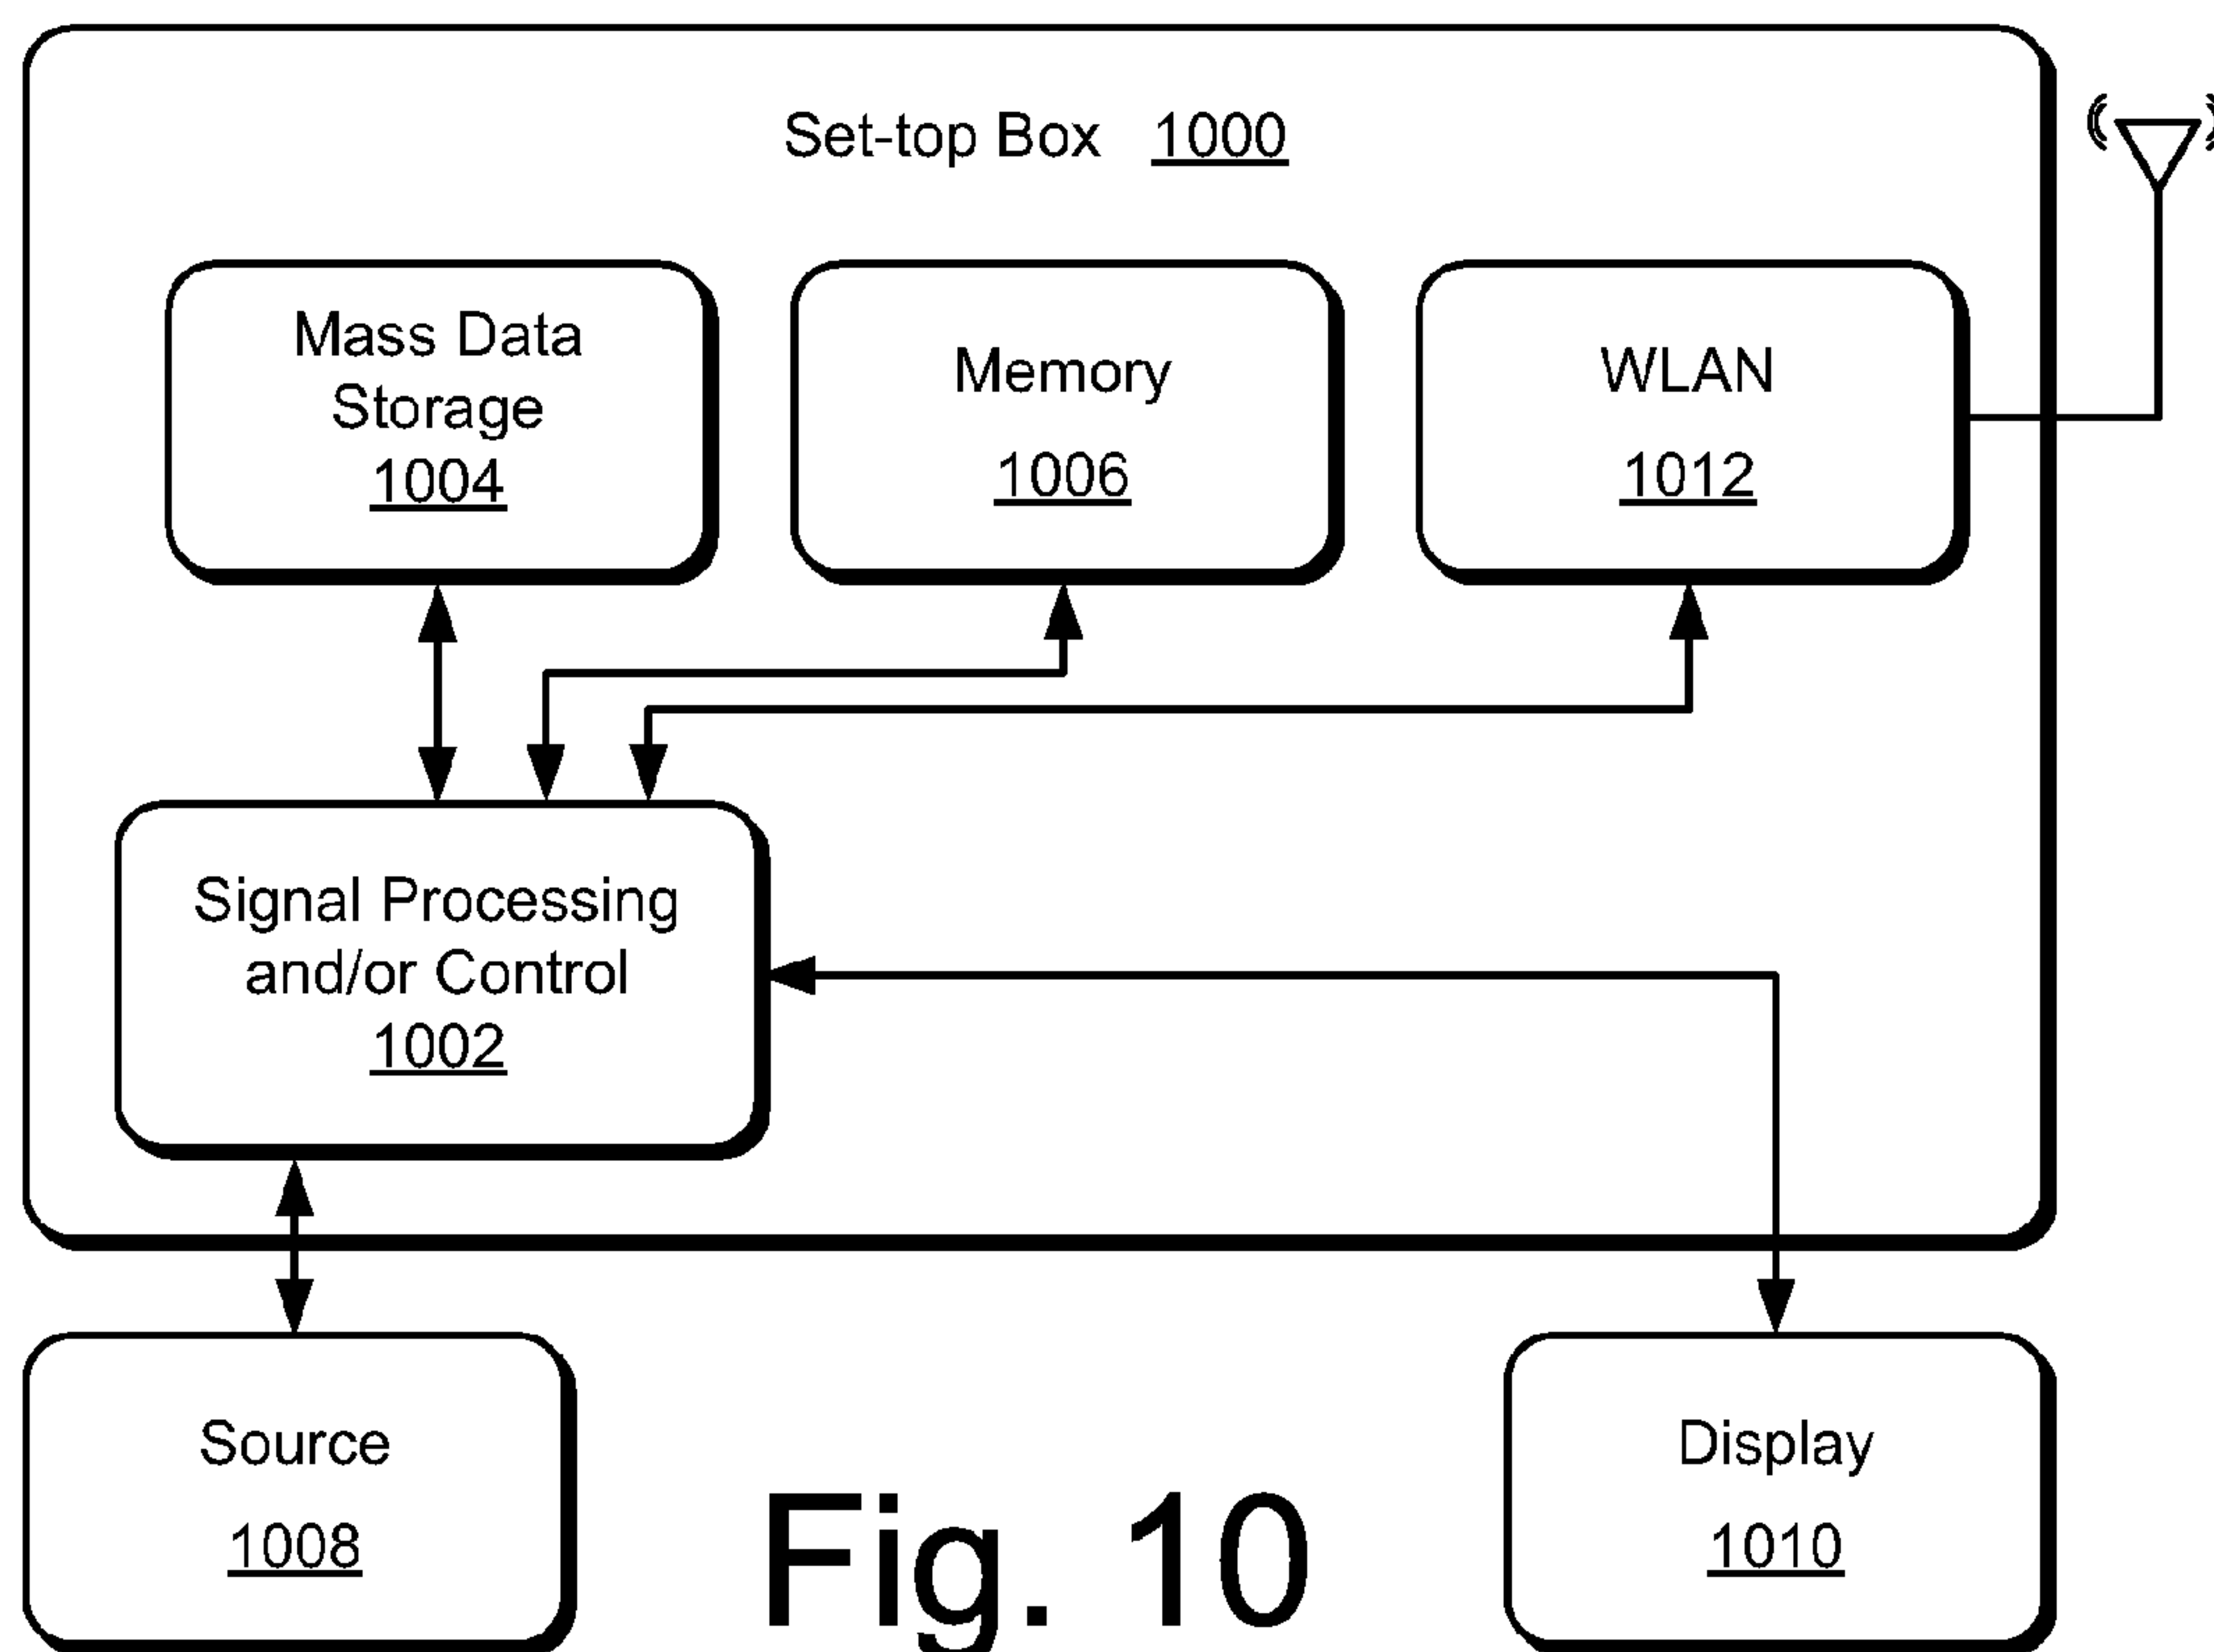 Set-top Box 1000
Mass Data
Storage
1004
Memory
1006
WLAN
1012
Signal Processing
and/or Control
1002
Source
1008
Display
1010
Fig. 10